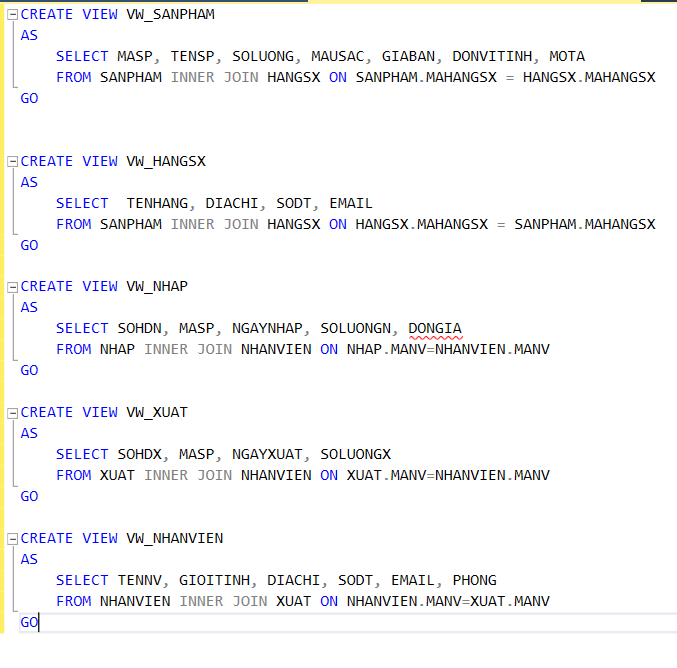 CREATE VIEW VW_SANPHAM
AS
SELECT MASP, TENSP, SOLUONG, MAUSAC, GIABAN, DONVITINH, MOTA
FROM SANPHAM INNER JOIN HANGSX ON SANPHAM.MAHANGSX = HANGSX.MAHANGSX
GO
CREATE VIEW VW_HANGSX
AS
SELECT  TENHANG, DIACHI, SODT, EMAIL
FROM SANPHAM INNER JOIN HANGSX ON HANGSX.MAHANGSX = SANPHAM.MAHANGSX
GO
CREATE VIEW VW_NHAP
AS
SELECT SOHDN, MASP, NGAYNHAP, SOLUONGN, DONGIA
FROM NHAP INNER JOIN NHANVIEN ON NHAP.MANV=NHANVIEN.MANV
GO
CREATE VIEW VW_XUAT
AS
SELECT SOHDX, MASP, NGAYXUAT, SOLUONGX
FROM XUAT INNER JOIN NHANVIEN ON XUAT.MANV=NHANVIEN.MANV
GO
CREATE VIEW VW_NHANVIEN
AS
SELECT TENNV, GIOITINH, DIACHI, SODT, EMAIL, PHONG
FROM NHANVIEN INNER JOIN XUAT ON NHANVIEN.MANV=XUAT.MANV
GO